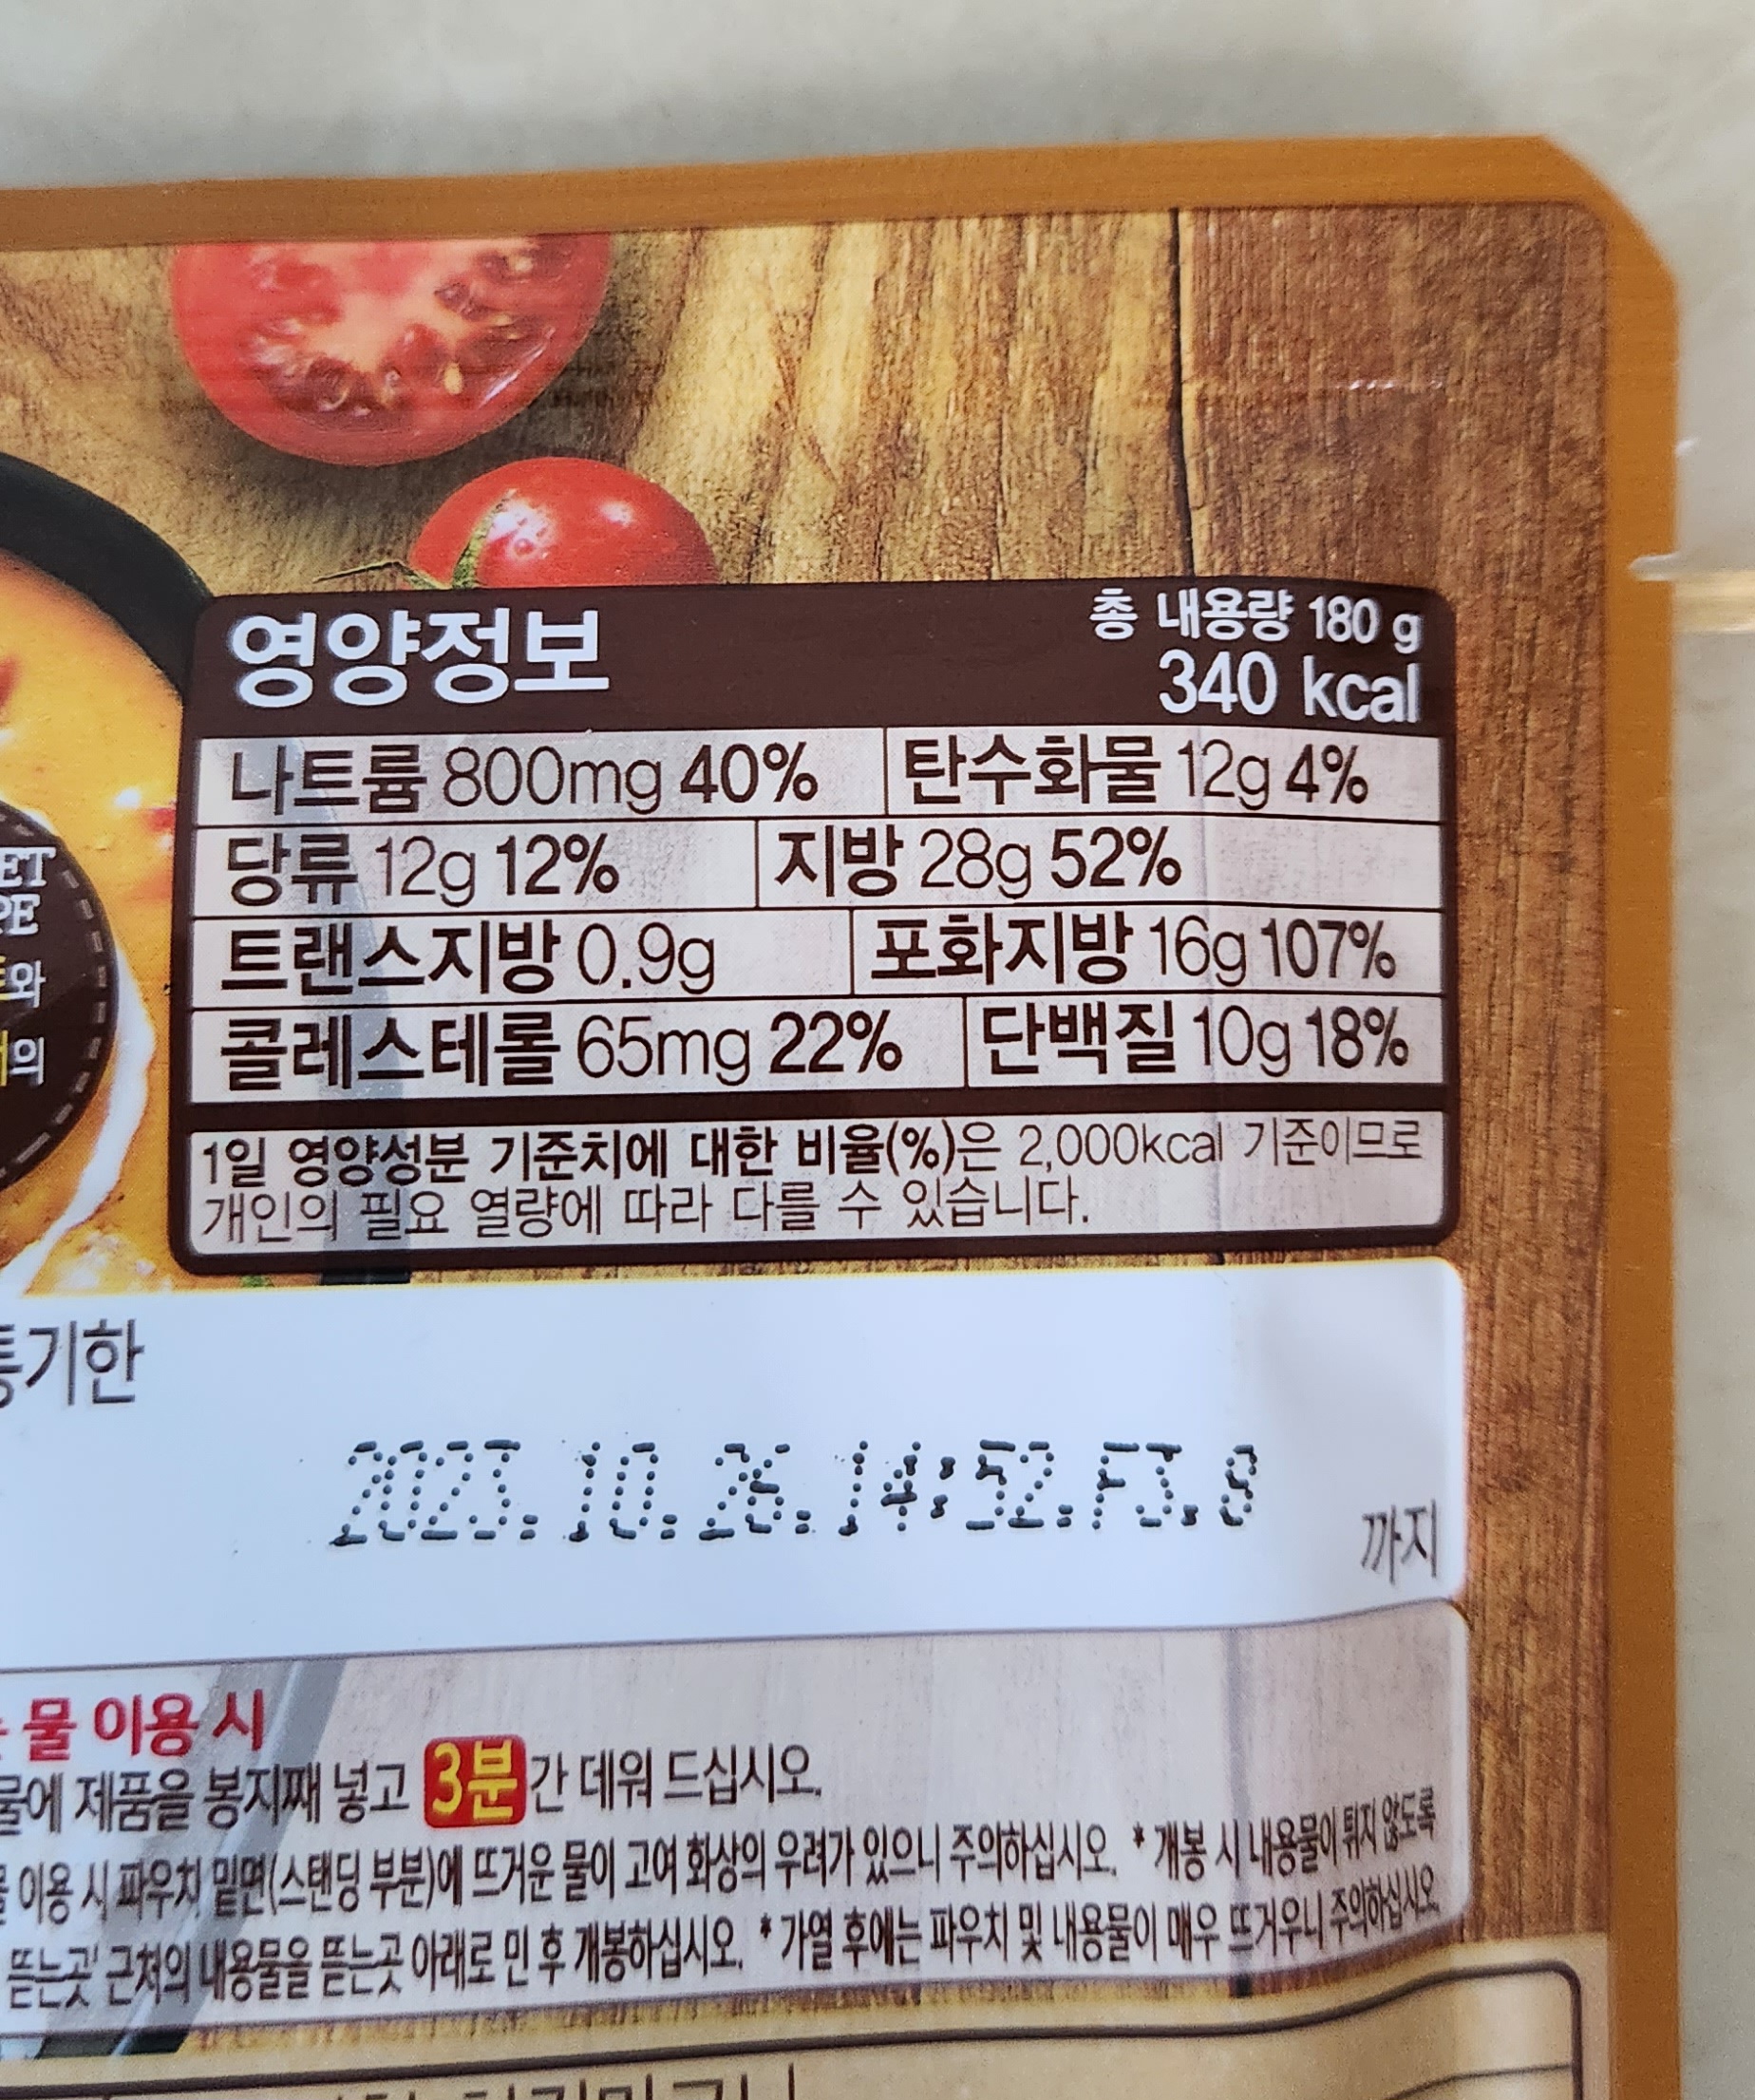 영양정보
총 내용량 180 g
340 kcal
나트륨 800mg 40% 탄수화물 12g 4%
당류 12g 12% 지방 28g 52%
트랜스지방 0.9g 포화지방 16g 107%
콜레스테롤 65mg 22% 단백질 10g 18%
1일 영양성분 기준치에 대한 비율(%)은 2,000kcal 기준이므로
개인의 필요 열량에 따라 다를 수 있습니다.
통기한
2023.10.26.14:52.F3.8
까지
물 이용 시
물에 제품을 봉지째 넣고 3분간 데워 드십시오.
이용 시 파우치 밑면(스탠딩 부분)에 뜨거운 물이 고여 화상의 우려가 있으니 주의하십시오. * 개봉 시 내용물이 튀지 않도록
뜯는곳' 근처의 내용물을 뜯는곳 아래로 민 후 개봉하십시오. * 가열 후에는 파우치 및 내용물이 매우 뜨거우니 주의하십시오.